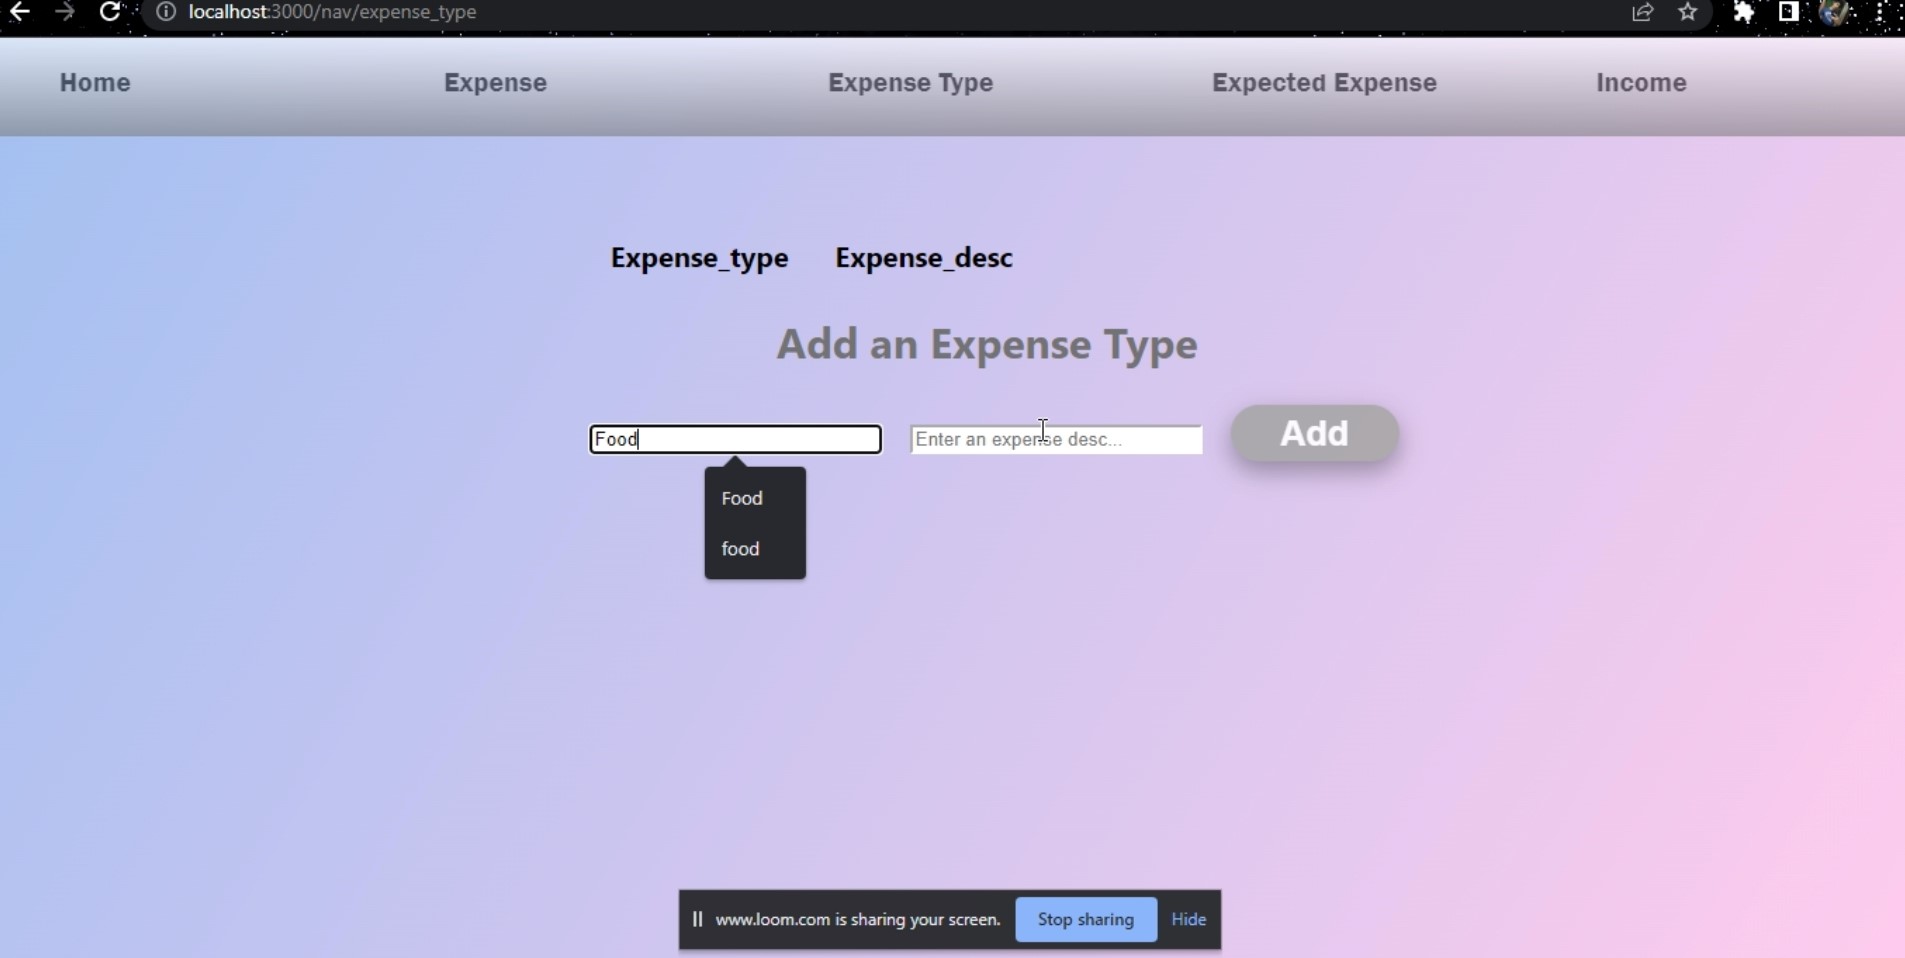 localhost:3000/nav/expense_type
Home Expense Expense Type Expected Expense Income
Expense_type Expense_desc
Add an Expense Type
Food Enter an expense desc... Add
Food
food
www.loom.com is sharing your screen. Stop sharing Hide